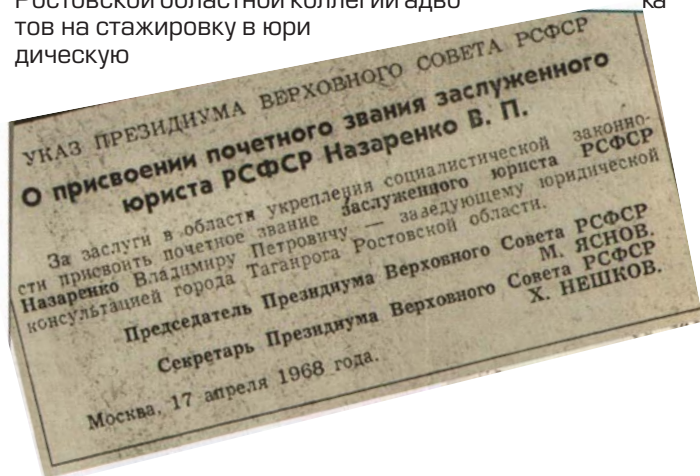 Ростовской областной коллегии адво ка
тов на стажировку в юри
дическую
УКАЗ ПРЕЗИДИУМА ВЕРХОВНОГО СОВЕТА РСФСР
О присвоении почетного звания заслуженного
юриста РСФСР Назаренко В. П.
За заслуги в области укрепления социалистической законно-
сти присвоить почетное звание заслуженного юриста РСФСР
Назаренко Владимиру Петровичу — заведующему юридической
консультацией города Таганрога Ростовской области.
Председатель Президиума Верховного Совета РСФСР
М. ЯСНОВ.
Секретарь Президиума Верховного Совета РСФСР
Х. НЕШКОВ.
Москва, 17 апреля 1968 года.